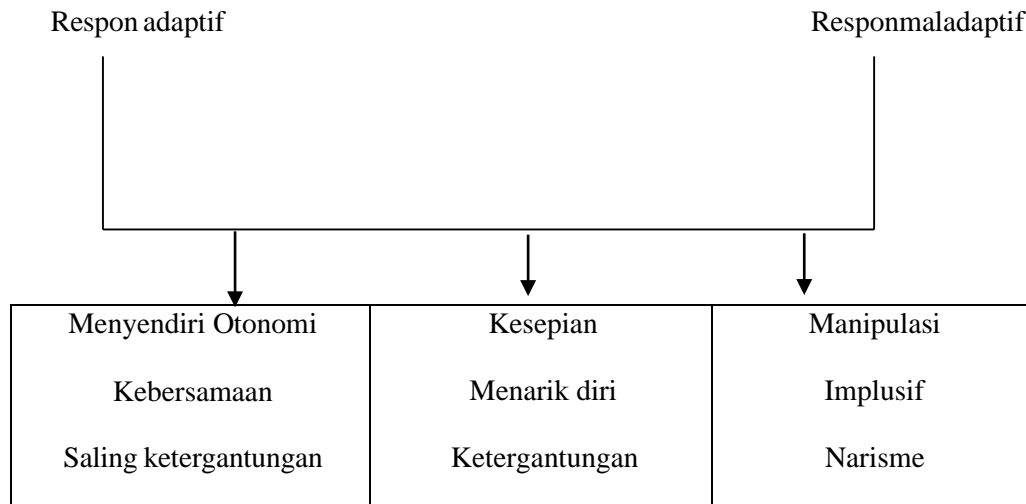 Respon adaptif
Responmaladaptif
Menyendiri Otonomi
Kesepian
Manipulasi
Kebersamaan
Menarik diri
Implusif
Saling ketergantungan
Ketergantungan
Narisme